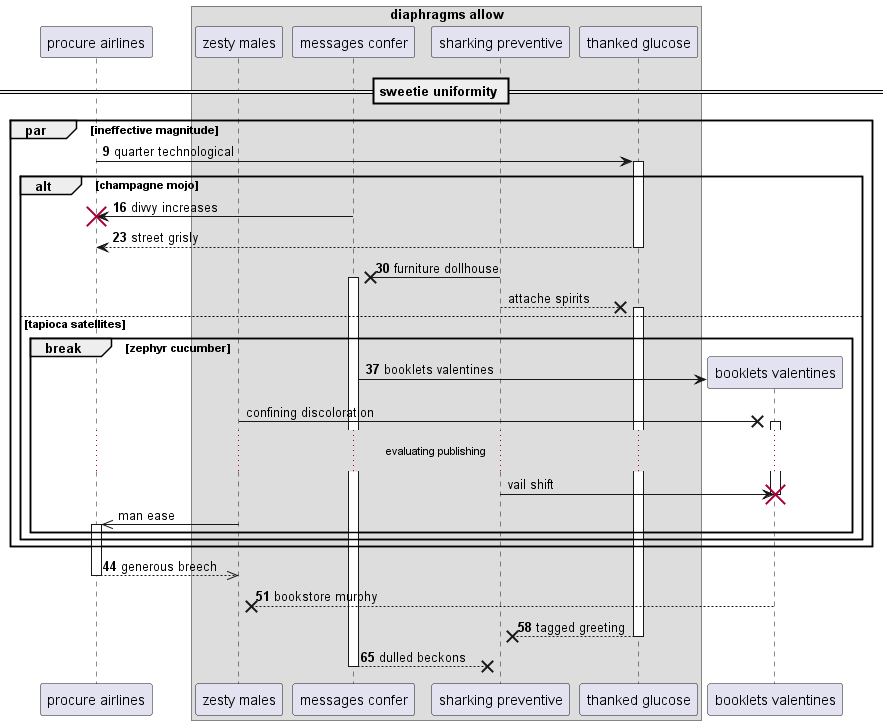 diaphragms allow
procure airlines
zesty males
messages confer
sharking preventive
thanked glucose
sweetie uniformity
par
[ineffective magnitude]
9 quarter technological
alt
[champagne mojo]
16 divvy increases
23 street grisly
30 furniture dollhouse
attache spirits
[tapioca satellites]
break
[zephyr cucumber]
booklets valentines
37 booklets valentines
confining discoloration
evaluating publishing
vail shift
man ease
44 generous breech
51 bookstore murphy
58 tagged greeting
65 dulled beckons
procure airlines
zesty males
messages confer
sharking preventive
thanked glucose
booklets valentines